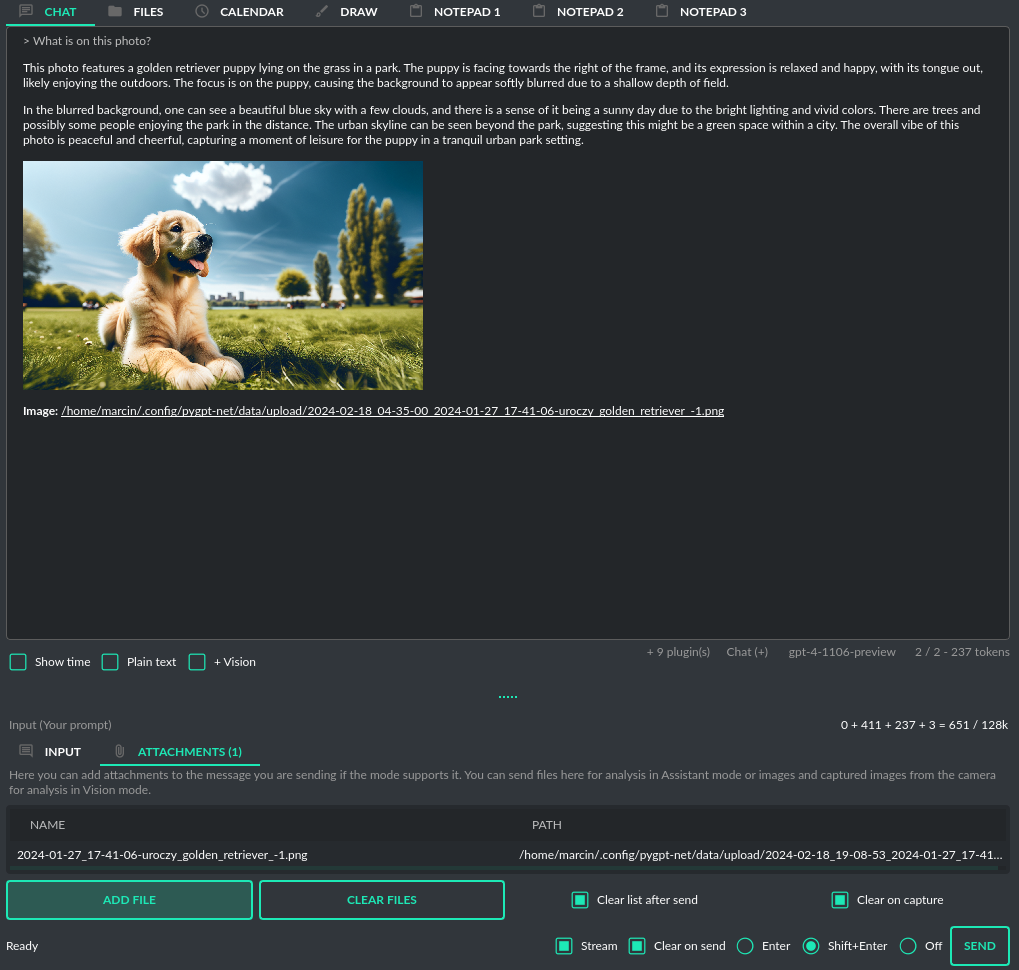 CHAT FILES CALENDAR DRAW NOTEPAD 1 NOTEPAD 2 NOTEPAD 3
> What is on this photo?
This photo features a golden retriever puppy lying on the grass in a park. The puppy is facing towards the right of the frame, and its expression is relaxed and happy, with its tongue out,
likely enjoying the outdoors. The focus is on the puppy, causing the background to appear softly blurred due to a shallow depth of field.
In the blurred background, one can see a beautiful blue sky with a few clouds, and there is a sense of it being a sunny day due to the bright lighting and vivid colors. There are trees and
possibly some people enjoying the park in the distance. The urban skyline can be seen beyond the park, suggesting this might be a green space within a city. The overall vibe of this
photo is peaceful and cheerful, capturing a moment of leisure for the puppy in a tranquil urban park setting.
Image: /home/marcin/.config/pygpt-net/data/upload/2024-02-18_04-35-00_2024-01-27_17-41-06-uroczy_golden_retriever_-1.png
Show time Plain text + Vision + 9 plugin(s) Chat (+) gpt-4-1106-preview 2 / 2 - 237 tokens
Input (Your prompt) 0 + 411 + 237 + 3 = 651 / 128k
INPUT ATTACHMENTS (1)
Here you can add attachments to the message you are sending if the mode supports it. You can send files here for analysis in Assistant mode or images and captured images from the camera
for analysis in Vision mode.
NAME PATH
2024-01-27_17-41-06-uroczy_golden_retriever_-1.png /home/marcin/.config/pygpt-net/data/upload/2024-02-18_19-08-53_2024-01-27_17-41...
ADD FILE CLEAR FILES Clear list after send Clear on capture
Ready Stream Clear on send Enter Shift+Enter Off SEND